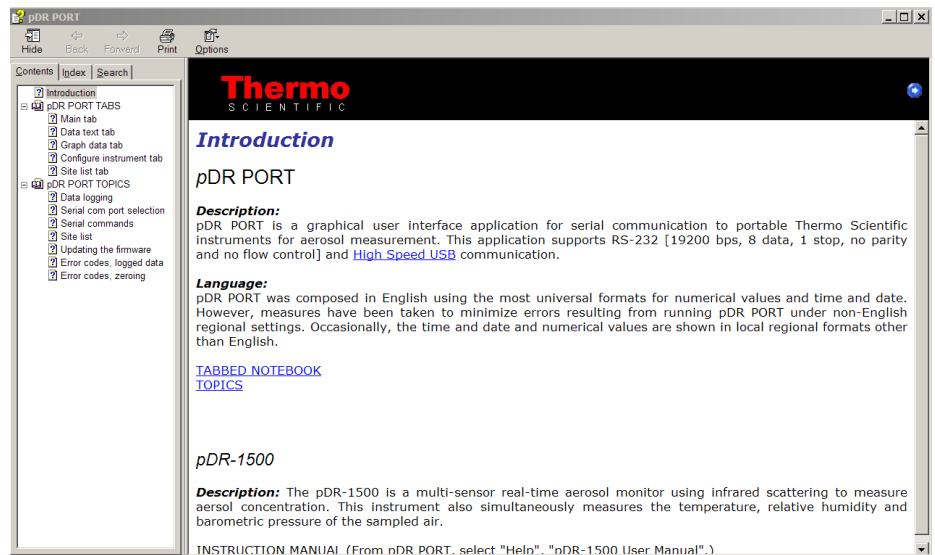 pDR PORT
Hide Back Forward Print Options
Contents Index Search
Introduction
pDR PORT TABS
Main tab
Data text tab
Graph data tab
Configure instrument tab
Site list tab
pDR PORT TOPICS
Data logging
Serial com port selection
Serial commands
Site list
Updating the firmware
Error codes, logged data
Error codes, zeroing
Thermo
SCIENTIFIC
Introduction
pDR PORT
Description:
pDR PORT is a graphical user interface application for serial communication to portable Thermo Scientific
instruments for aerosol measurement. This application supports RS-232 [19200 bps, 8 data, 1 stop, no parity
and no flow control] and High Speed USB communication.
Language:
pDR PORT was composed in English using the most universal formats for numerical values and time and date.
However, measures have been taken to minimize errors resulting from running pDR PORT under non-English
regional settings. Occasionally, the time and date and numerical values are shown in local regional formats other
than English.
TABBED NOTEBOOK
TOPICS
pDR-1500
Description: The pDR-1500 is a multi-sensor real-time aerosol monitor using infrared scattering to measure
aersol concentration. This instrument also simultaneously measures the temperature, relative humidity and
barometric pressure of the sampled air.
INSTRUCTION MANUAL (From pDR PORT, select "Help", "pDR-1500 User Manual".)